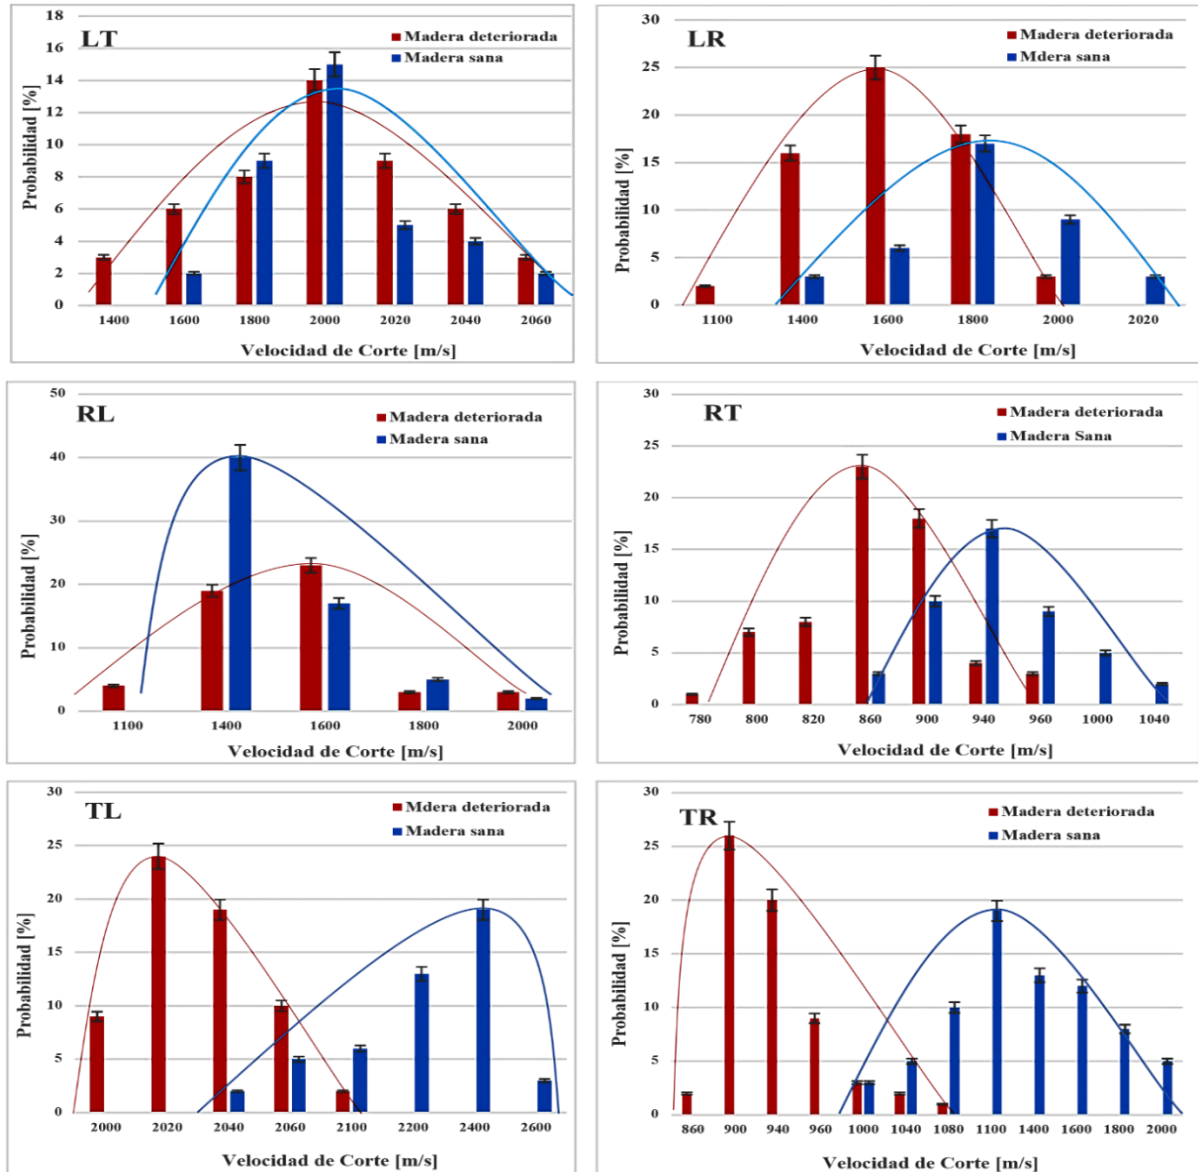 LT
Madera deteriorada
Madera sana
Probabilidad [%]
18
16
14
12
10
8
6
4
2
0
1400 1600 1800 2000 2020 2040 2060
Velocidad de Corte [m/s]
LR
Madera deteriorada
Mdera sana
Probabilidad [%]
30
25
20
15
10
5
0
1100 1400 1600 1800 2000 2020
Velocidad de Corte [m/s]
RL
Madera deteriorada
Madera sana
Probabilidad [%]
50
40
30
20
10
0
1100 1400 1600 1800 2000
Velocidad de Corte [m/s]
RT
Madera deteriorada
Madera Sana
Probabilidad [%]
30
25
20
15
10
5
0
780 800 820 860 900 940 960 1000 1040
Velocidad de Corte [m/s]
TL
Mdera deteriorada
Madera sana
Probabilidad [%]
30
25
20
15
10
5
0
2000 2020 2040 2060 2100 2200 2400 2600
Velocidad de Corte [m/s]
TR
Madera deteriorada
Madera sana
Probabilidad [%]
30
25
20
15
10
5
0
860 900 940 960 1000 1040 1080 1100 1400 1600 1800 2000
Velocidad de Corte [m/s]